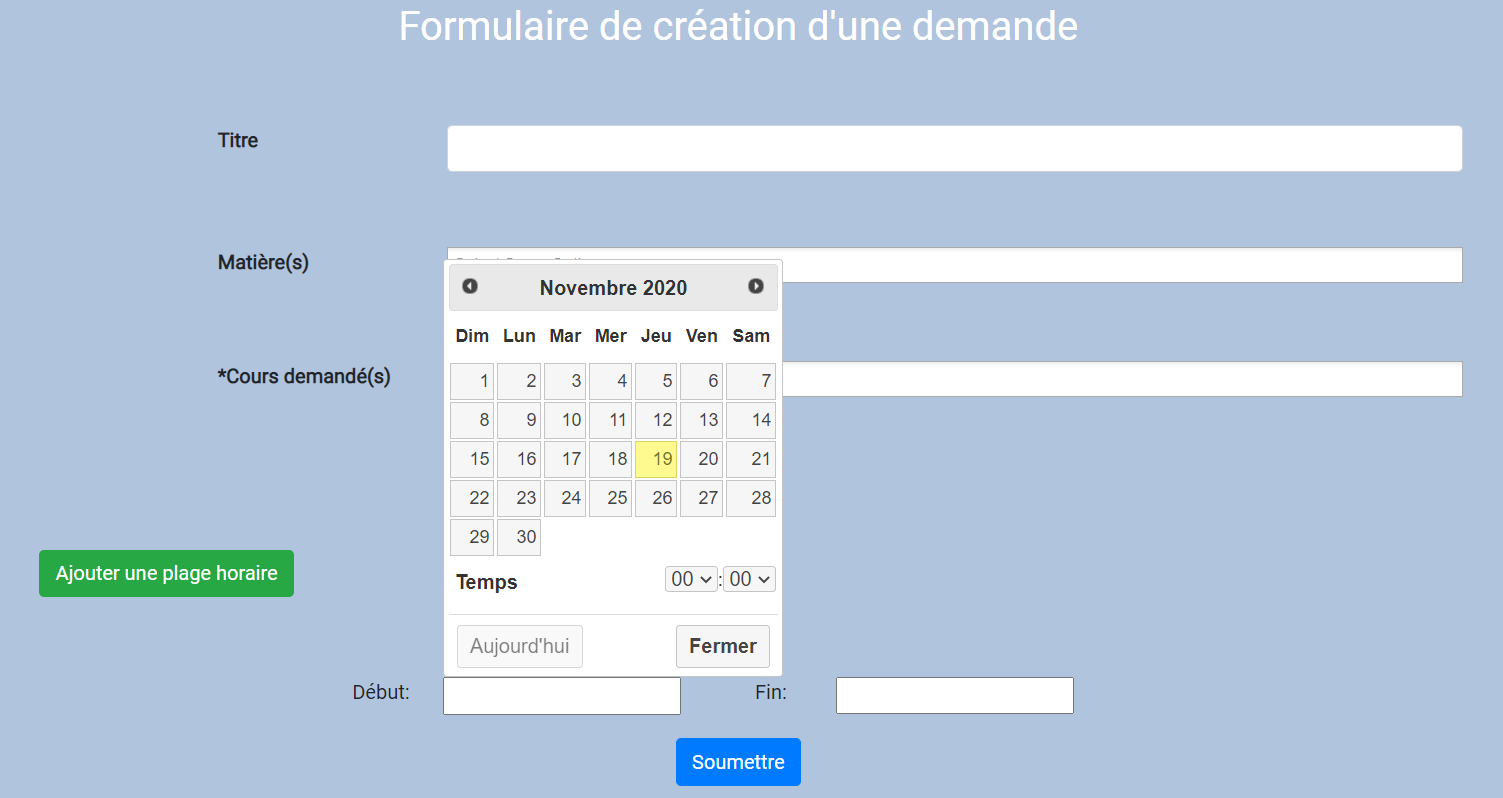 Formulaire de création d'une demande
Titre
Matière(s)
Novembre 2020
Dim Lun Mar Mer Jeu Ven Sam
1 2 3 4 5 6 7
*Cours demandé(s)
8 9 10 11 12 13 14
15 16 17 18 19 20 21
22 23 24 25 26 27 28
29 30
Ajouter une plage horaire
Temps 00 : 00
Aujourd'hui Fermer
Début: Fin:
Soumettre